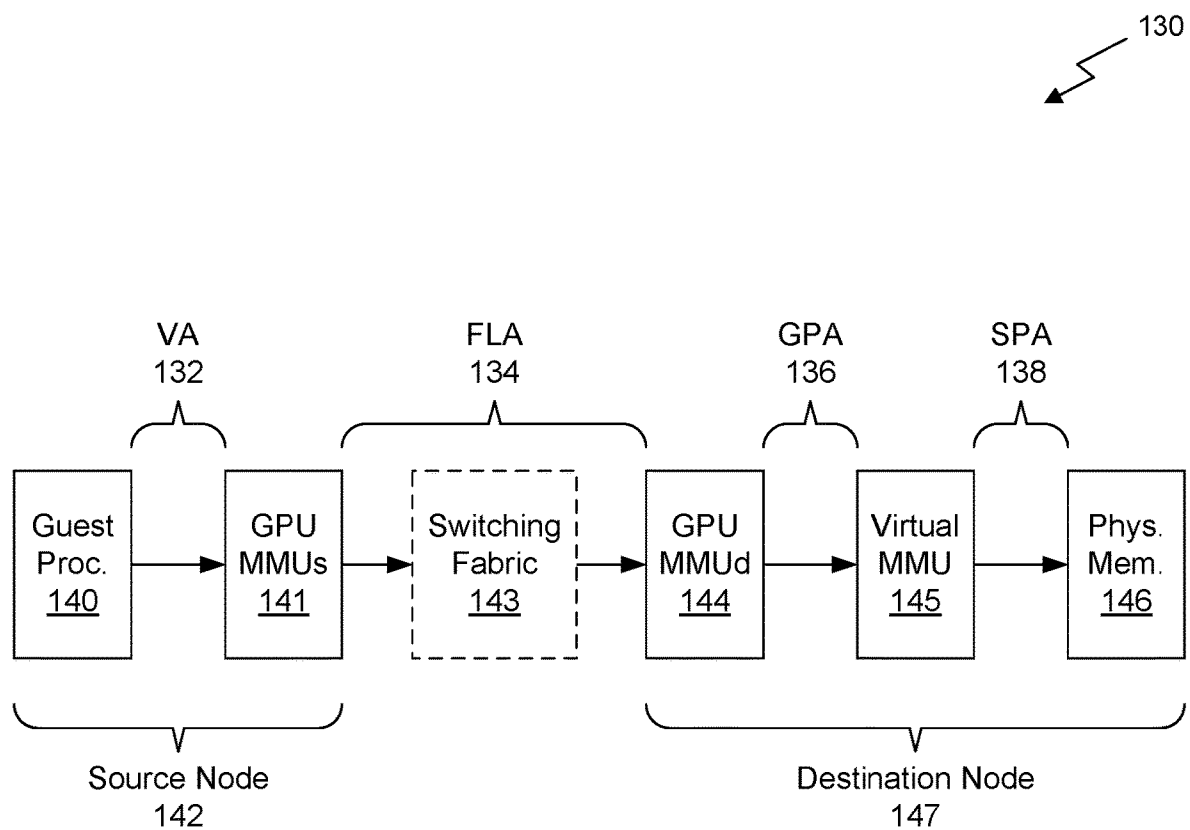 130
VA
132
FLA
134
GPA
136
SPA
138
Guest
Proc.
140
GPU
MMUs
141
Switching
Fabric
143
GPU
MMUd
144
Virtual
MMU
145
Phys.
Mem.
146
Source Node
142
Destination Node
147